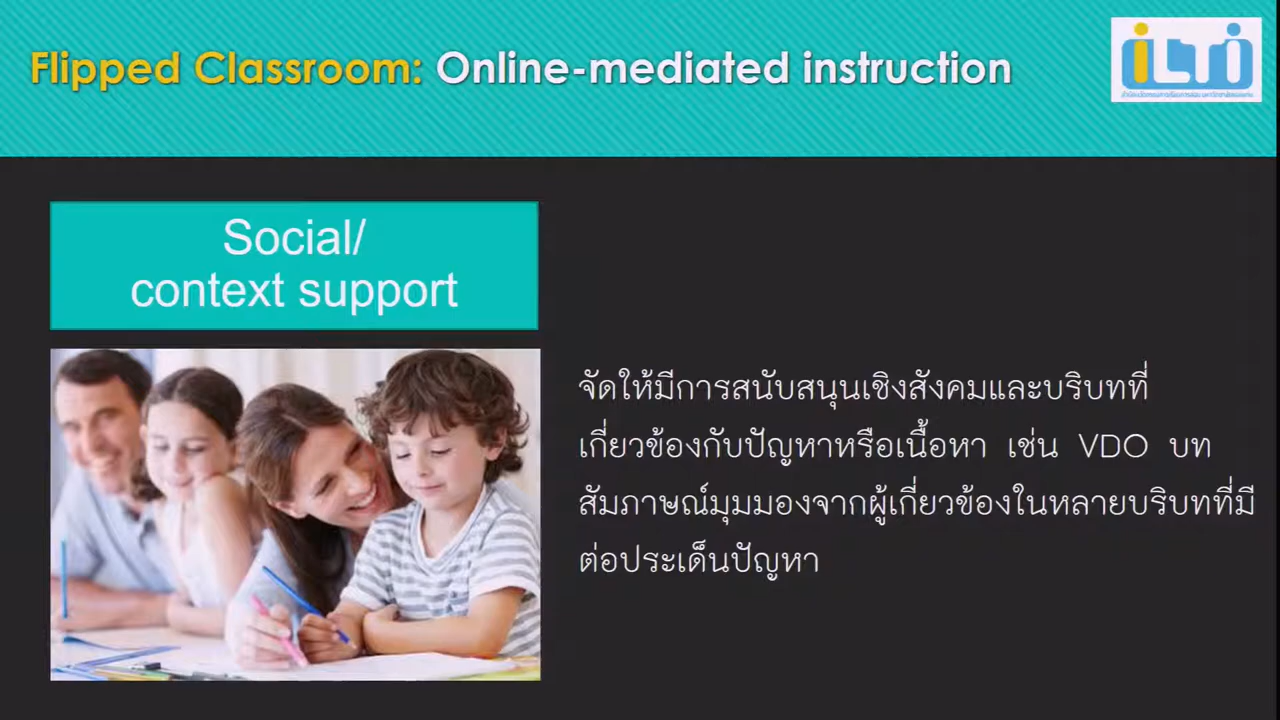 Flipped Classroom: Online-mediated instruction
iLTi
Social/
context support
จัดให้มีการสนับสนุนเชิงสังคมและบริบทที่
เกี่ยวข้องกับปัญหาหรือเนื้อหา เช่น VDO บท
สัมภาษณ์มุมมองจากผู้เกี่ยวข้องในหลายบริบทที่มี
ต่อประเด็นปัญหา